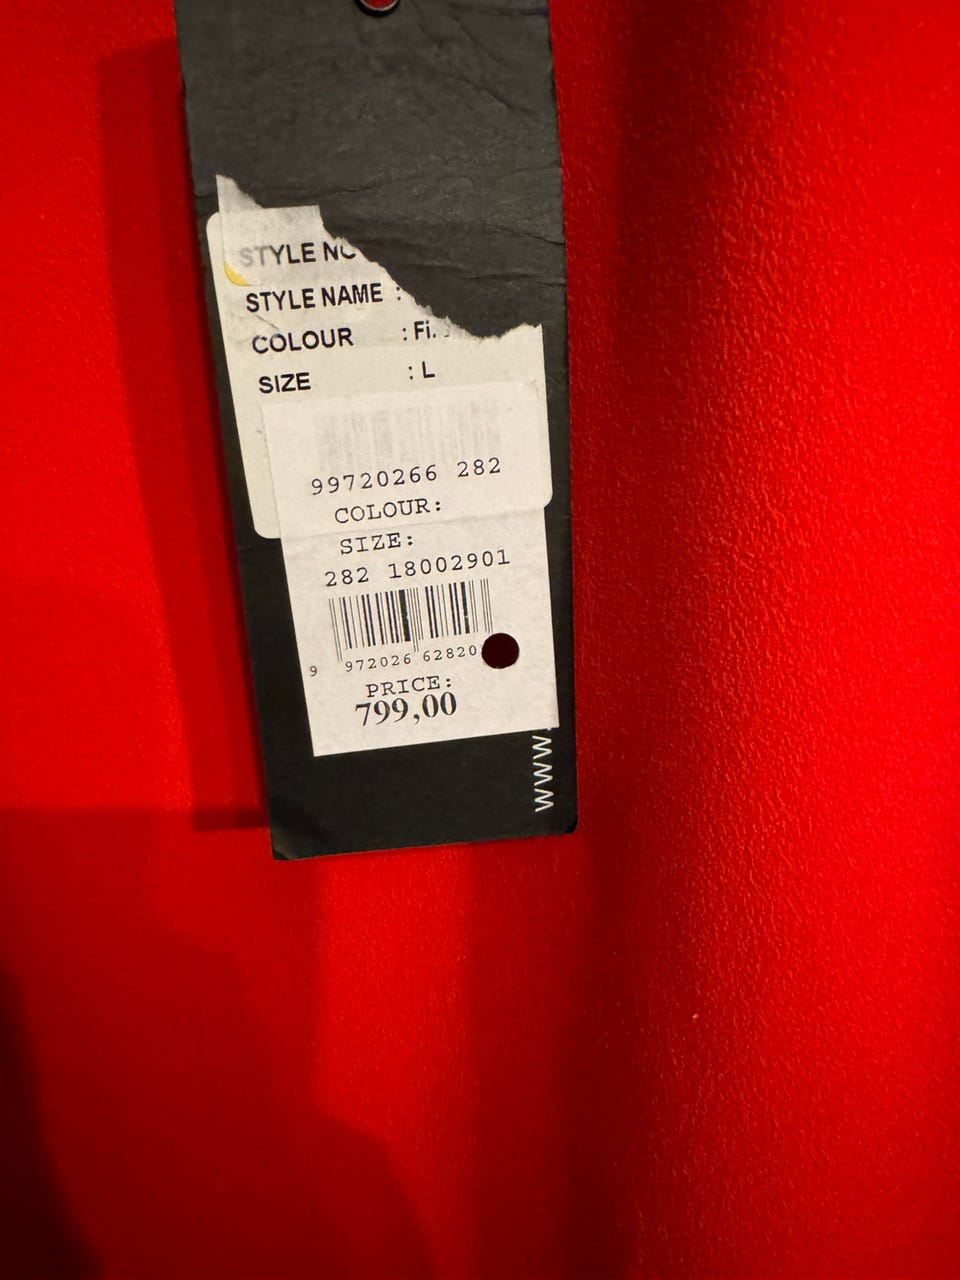 STYLE NO
STYLE NAME :
COLOUR :
SIZE : L
99720266 282
COLOUR:
SIZE:
282 18002901
9 972026 62820
PRICE:
799,00
WWW.